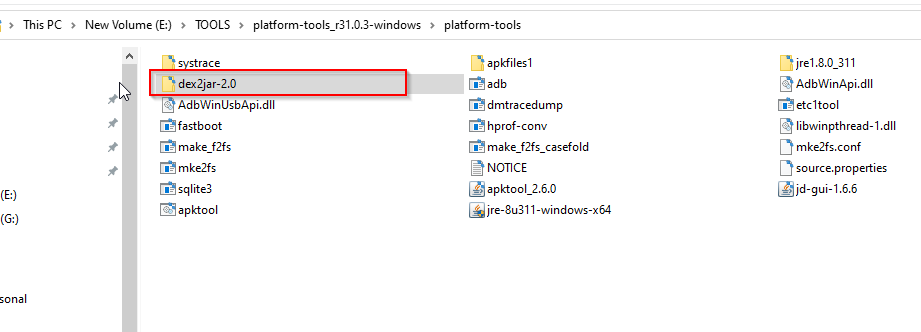 This PC > New Volume (E:) > TOOLS > platform-tools_r31.0.3-windows > platform-tools
systrace apkfiles1 jre1.8.0_311
dex2jar-2.0 adb AdbWinApi.dll
AdbWinUsbApi.dll dmtracedump etc1tool
fastboot hprof-conv libwinpthread-1.dll
make_f2fs make_f2fs_casefold mke2fs.conf
mke2fs NOTICE source.properties
(E:) sqlite3 apktool_2.6.0 jd-gui-1.6.6
(G:) apktool jre-8u311-windows-x64
sonal